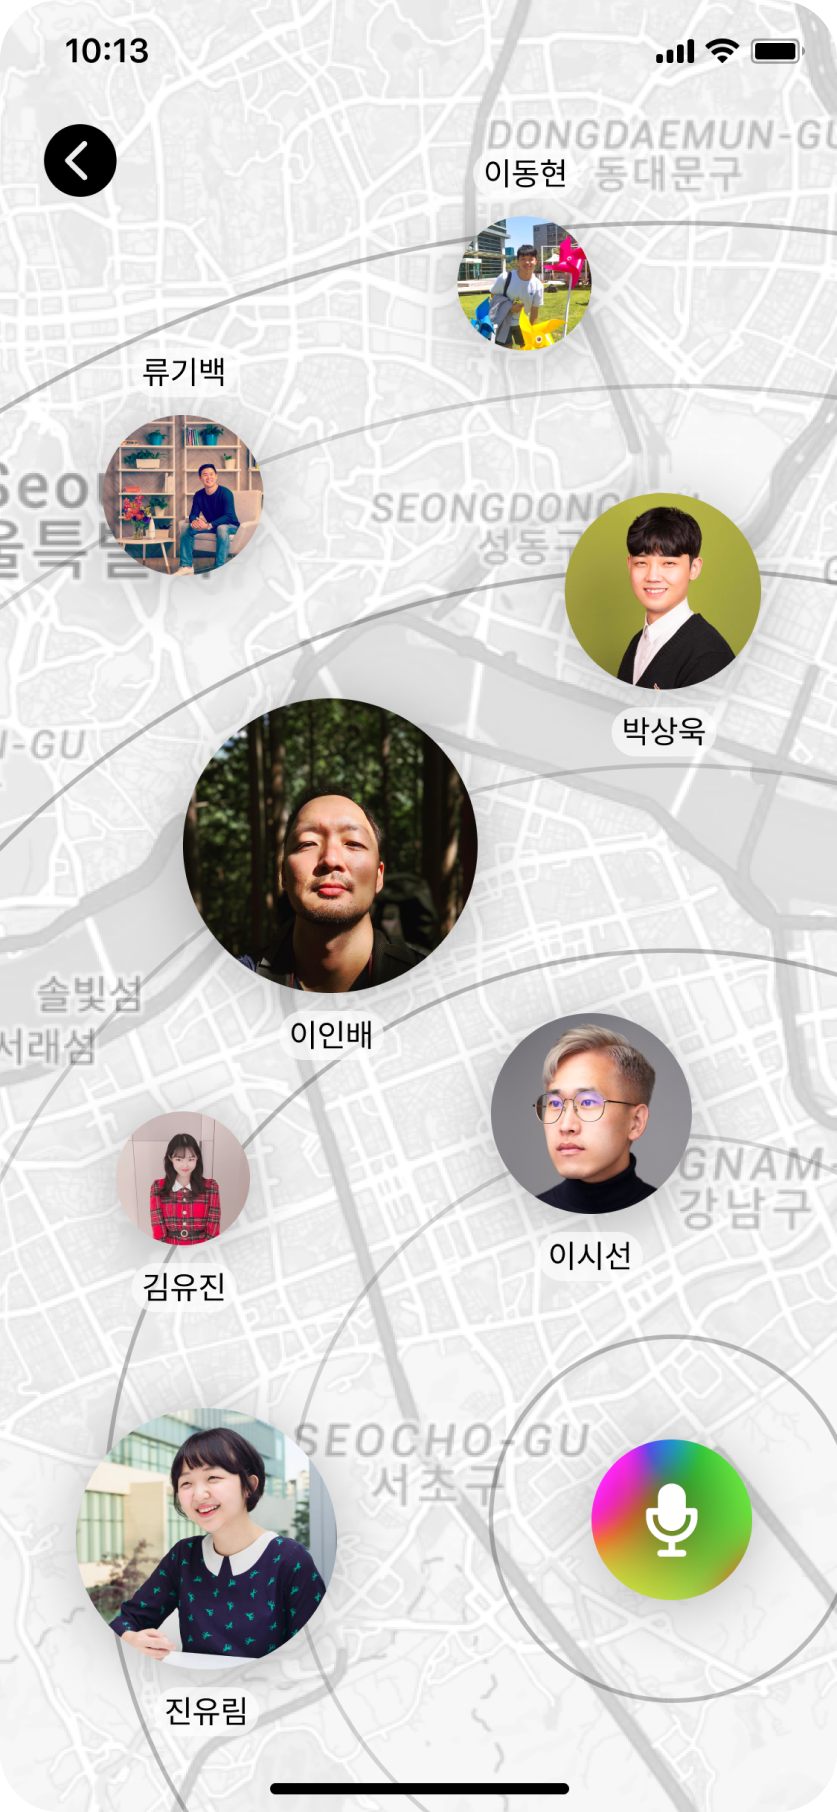 10:13
DONGDAEMUN-GU
이동현
동대문구
류기백
Seou
SEONGDONG
울특별
성동구
박상욱
-GU
솔빛섬
이인배
서래섬
GNAM
강남구
이시선
김유진
SEOCHO-GU
서초구
진유림